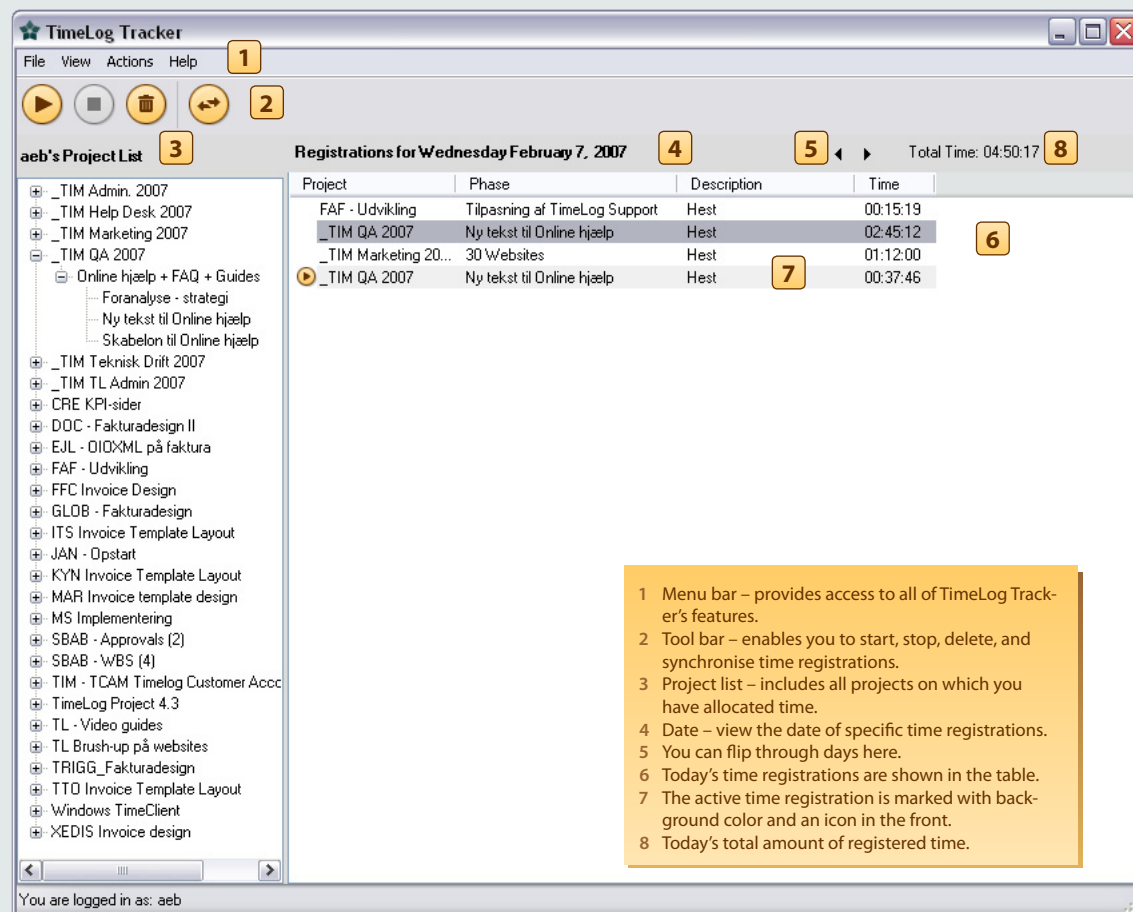 TimeLog Tracker
File View Actions Help 1
2
aeb's Project List 3
Registrations for Wednesday February 7, 2007 4 5 Total Time: 04:50:17 8
Project Phase Description Time
FAF - Udvikling Tilpasning af TimeLog Support Hest 00:15:19
_TIM QA 2007 Ny tekst til Online hjælp Hest 02:45:12
6
_TIM Marketing 20... 30 Websites Hest 01:12:00
_TIM QA 2007 Ny tekst til Online hjælp Hest 7 00:37:46
_TIM Admin. 2007
_TIM Help Desk 2007
_TIM Marketing 2007
_TIM QA 2007
Online hjælp + FAQ + Guides
Foranalyse - strategi
Ny tekst til Online hjælp
Skabelon til Online hjælp
_TIM Teknisk Drift 2007
_TIM TL Admin 2007
CRE KPI-sider
DOC - Fakturadesign II
EJL - OIOXML på faktura
FAF - Udvikling
FFC Invoice Design
GLOB - Fakturadesign
ITS Invoice Template Layout
JAN - Opstart
KYN Invoice Template Layout
MAR Invoice template design
MS Implementering
SBAB - Approvals (2)
SBAB - WBS (4)
TIM - TCAM Timelog Customer Acco
TimeLog Project 4.3
TL - Video guides
TL Brush-up på websites
TRIGG_Fakturadesign
TTO Invoice Template Layout
Windows TimeClient
XEDIS Invoice design
1 Menu bar – provides access to all of TimeLog Track-
er's features.
2 Tool bar – enables you to start, stop, delete, and
synchronise time registrations.
3 Project list – includes all projects on which you
have allocated time.
4 Date – view the date of specific time registrations.
5 You can flip through days here.
6 Today's time registrations are shown in the table.
7 The active time registration is marked with back-
ground color and an icon in the front.
8 Today's total amount of registered time.
You are logged in as: aeb